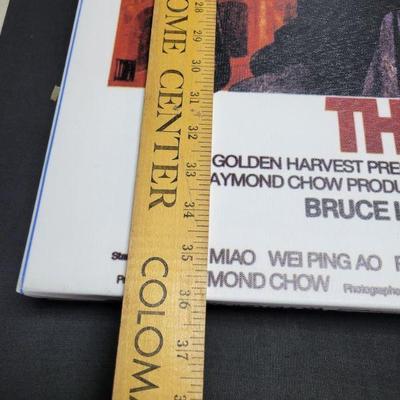 OME CENTER
COLOMA
28
29
30
31
32
33
34
35
36
37
TH
GOLDEN HARVEST PRE
AYMOND CHOW PRODU
BRUCE
MIAO WEI PING AO
MOND CHOW Photographe